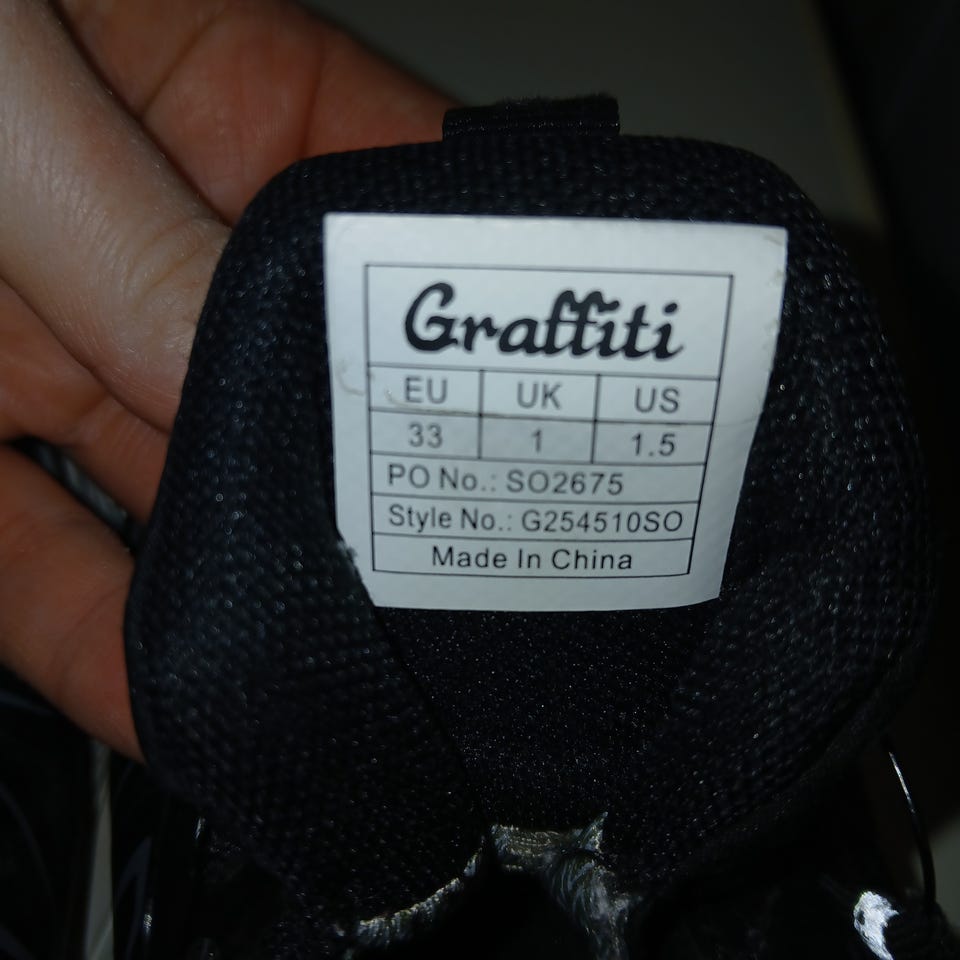 Graffiti
EU UK US
33 1 1.5
PO No.: SO2675
Style No.: G254510SO
Made In China